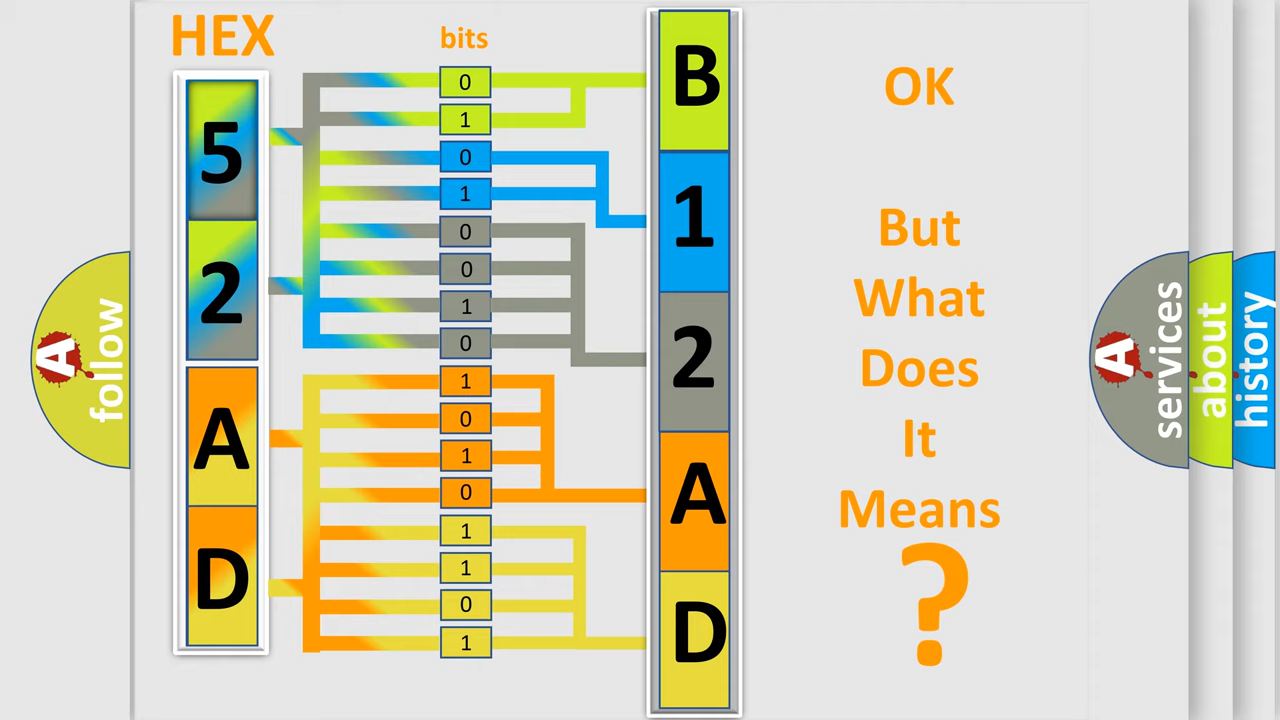 HEX
bits
5
2
A
D
0
1
0
1
0
0
1
0
1
0
1
0
1
1
0
1
B
1
2
A
D
OK
But
What
Does
It
Means
?
A
follow
A
services
about
history